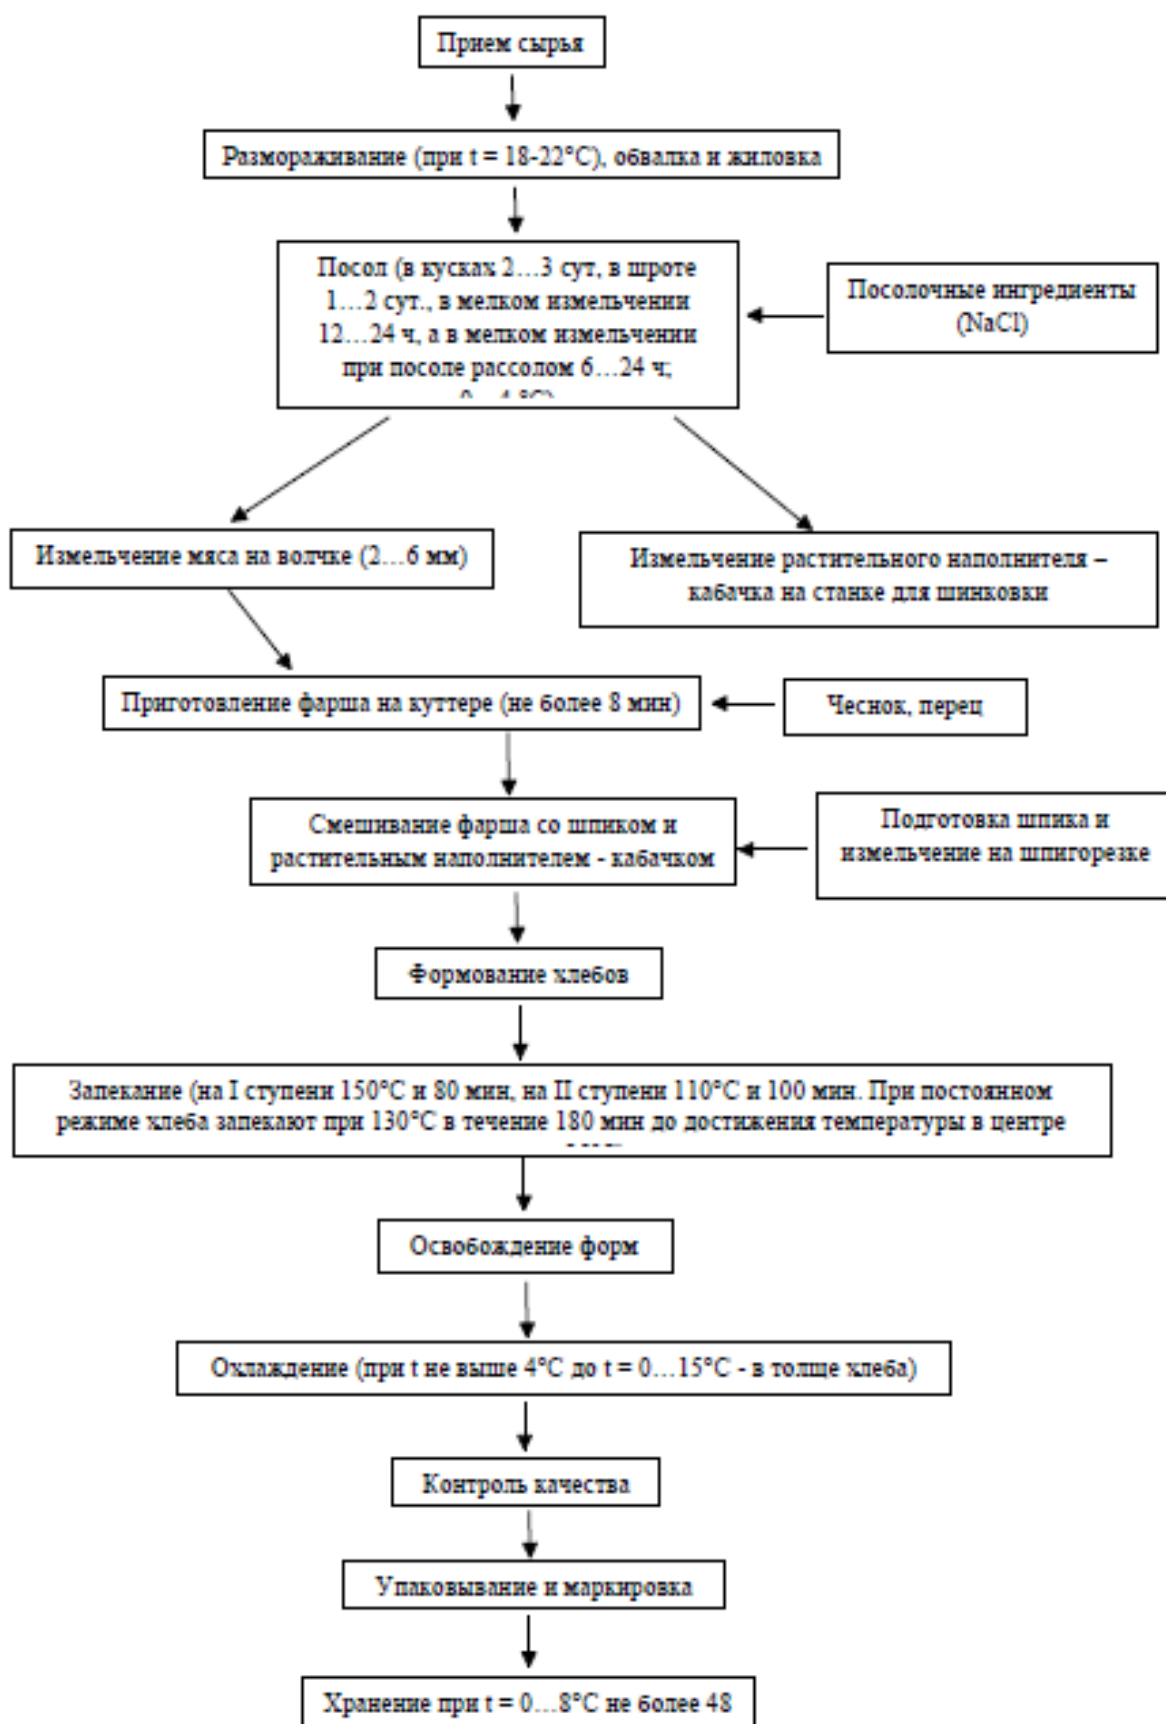 Прием сырья
Размораживание (при t = 18-22°C), обвалка и жиловка
Посол (в кусках 2…3 сут, в шроте
1…2 сут., в мелком измельчении
12…24 ч, а в мелком измельчении
при посоле рассолом 6…24 ч;
Посолочные ингредиенты
(NaCl)
Измельчение мяса на волчке (2…6 мм)
Измельчение растительного наполнителя –
кабачка на станке для шинковки
Приготовление фарша на куттере (не более 8 мин)
Чеснок, перец
Смешивание фарша со шпиком и
растительным наполнителем - кабачком
Подготовка шпика и
измельчение на шпигорезке
Формование хлебов
Запекание (на I ступени 150°C и 80 мин, на II ступени 110°C и 100 мин. При постоянном
режиме хлеба запекают при 130°C в течение 180 мин до достижения температуры в центре
Освобождение форм
Охлаждение (при t не выше 4°C до t = 0…15°C - в толще хлеба)
Контроль качества
Упаковывание и маркировка
Хранение при t = 0…8°C не более 48